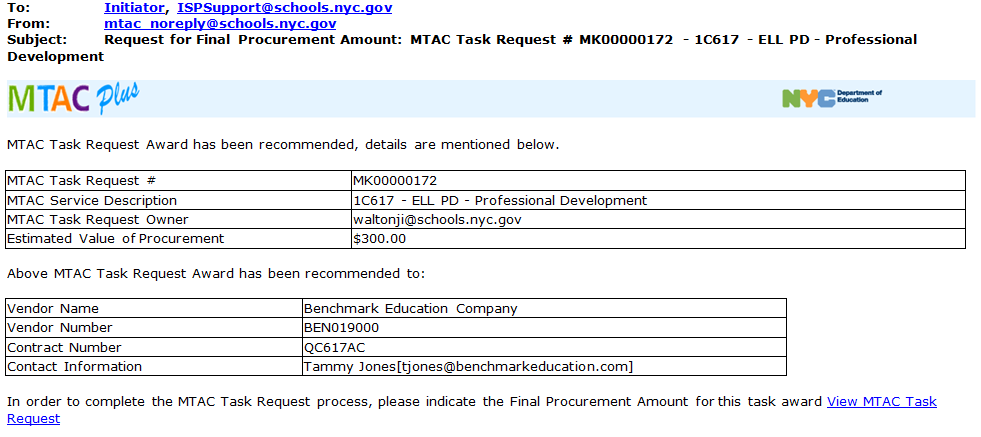 To: Initiator, ISPSupport@schools.nyc.gov
From: mtac_noreply@schools.nyc.gov
Subject: Request for Final Procurement Amount: MTAC Task Request # MK00000172 - 1C617 - ELL PD - Professional
Development
MTAC Plus
NYC Department of
Education
MTAC Task Request Award has been recommended, details are mentioned below.
MTAC Task Request # MK00000172
MTAC Service Description 1C617 - ELL PD - Professional Development
MTAC Task Request Owner waltonji@schools.nyc.gov
Estimated Value of Procurement $300.00
Above MTAC Task Request Award has been recommended to:
Vendor Name Benchmark Education Company
Vendor Number BEN019000
Contract Number QC617AC
Contact Information Tammy Jones[tjones@benchmarkeducation.com]
In order to complete the MTAC Task Request process, please indicate the Final Procurement Amount for this task award View MTAC Task
Request